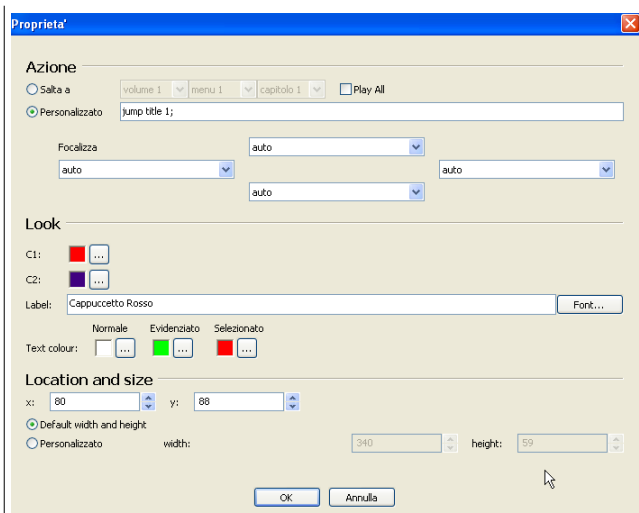 Proprieta'
Azione
Salta a volume 1 menu 1 capitolo 1 Play All
Personalizzato jump title 1;
Focalizza auto
auto auto
auto
Look
C1: ...
C2: ...
Label: Cappuccetto Rosso Font...
Normale Evidenziato Selezionato
Text colour: ... ... ...
Location and size
x: 80 y: 88
Default width and height
Personalizzato width: 340 height: 59
OK Annulla